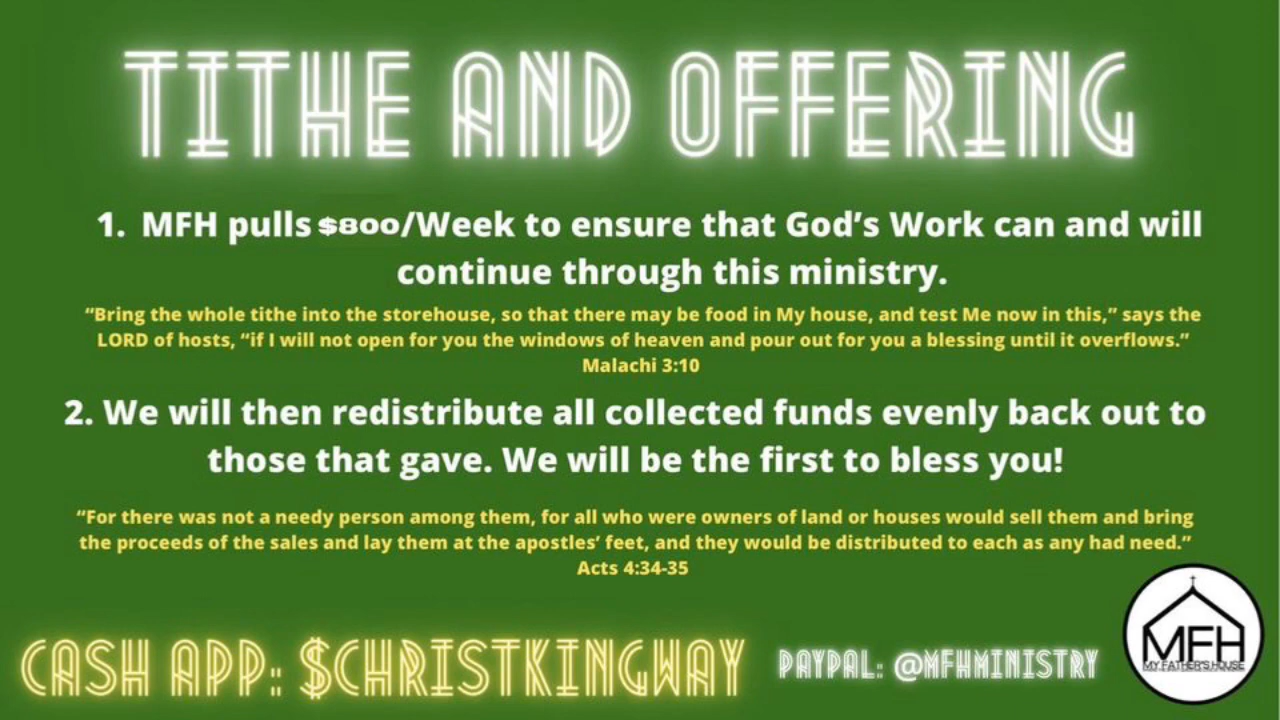 TITHE AND OFFERING
1. MFH pulls $800/Week to ensure that God's Work can and will
continue through this ministry.
"Bring the whole tithe into the storehouse, so that there may be food in My house, and test Me now in this," says the
LORD of hosts, "if I will not open for you the windows of heaven and pour out for you a blessing until it overflows."
Malachi 3:10
2. We will then redistribute all collected funds evenly back out to
those that gave. We will be the first to bless you!
"For there was not a needy person among them, for all who were owners of land or houses would sell them and bring
the proceeds of the sales and lay them at the apostles' feet, and they would be distributed to each as any had need."
Acts 4:34-35
CASH APP: $CHRISTKINGWAY
PAYPAL: @MFHMINISTRY
MFH
MY FATHER'S HOUSE